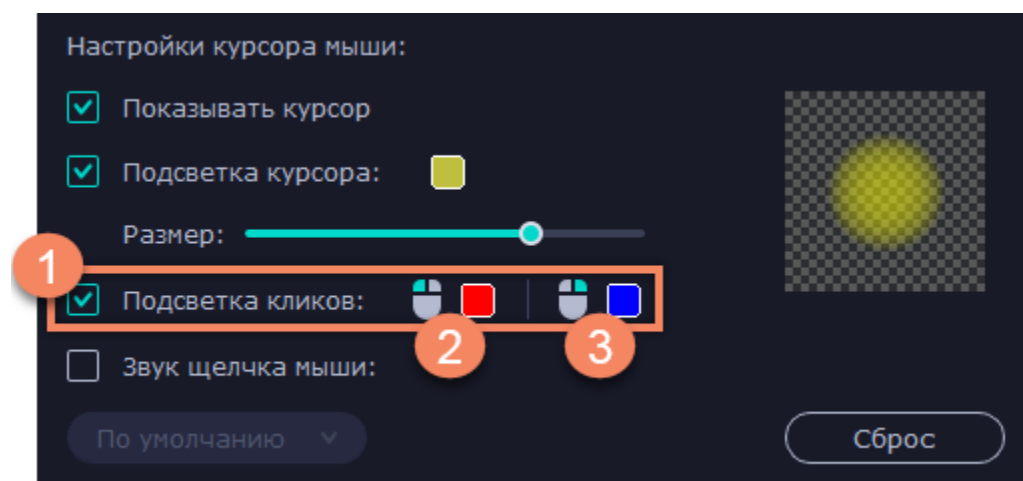 Настройки курсора мыши:
Показывать курсор
Подсветка курсора:
Размер:
1
Подсветка кликов:
2
3
Звук щелчка мыши:
По умолчанию
Сброс